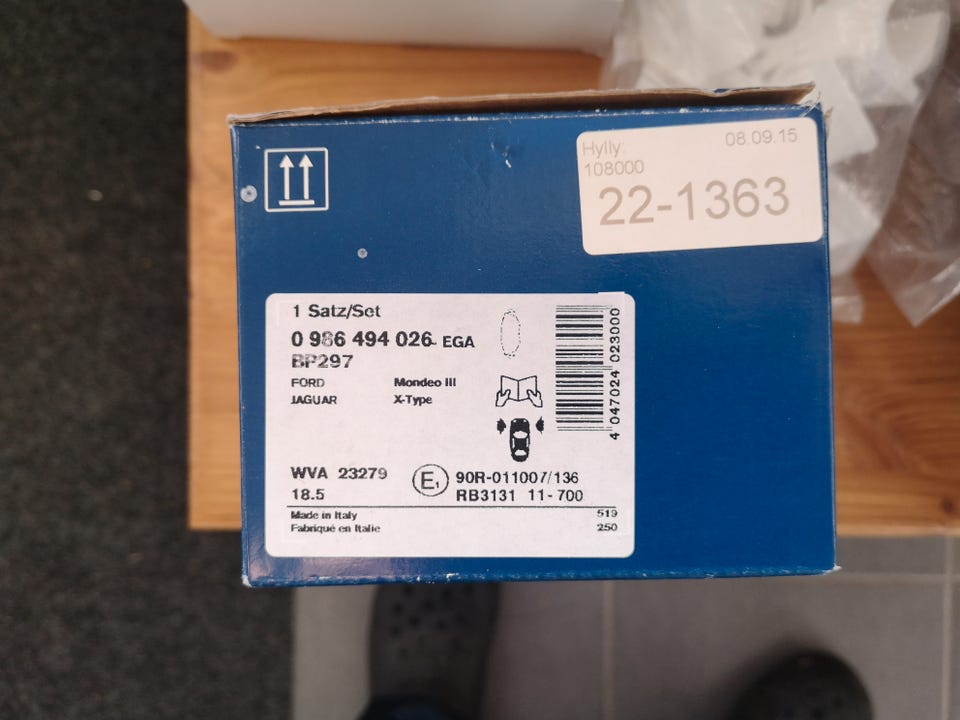 Hylly:
08.09.15
108000
22-1363
1 Satz/Set
0 986 494 026- EGA
BP297
FORD Mondeo III
JAGUAR X-Type
4 047024 023000
WVA 23279
18.5
E1
90R-011007/136
RB3131 11-700
Made in Italy 519
Fabriqué en Italie 250